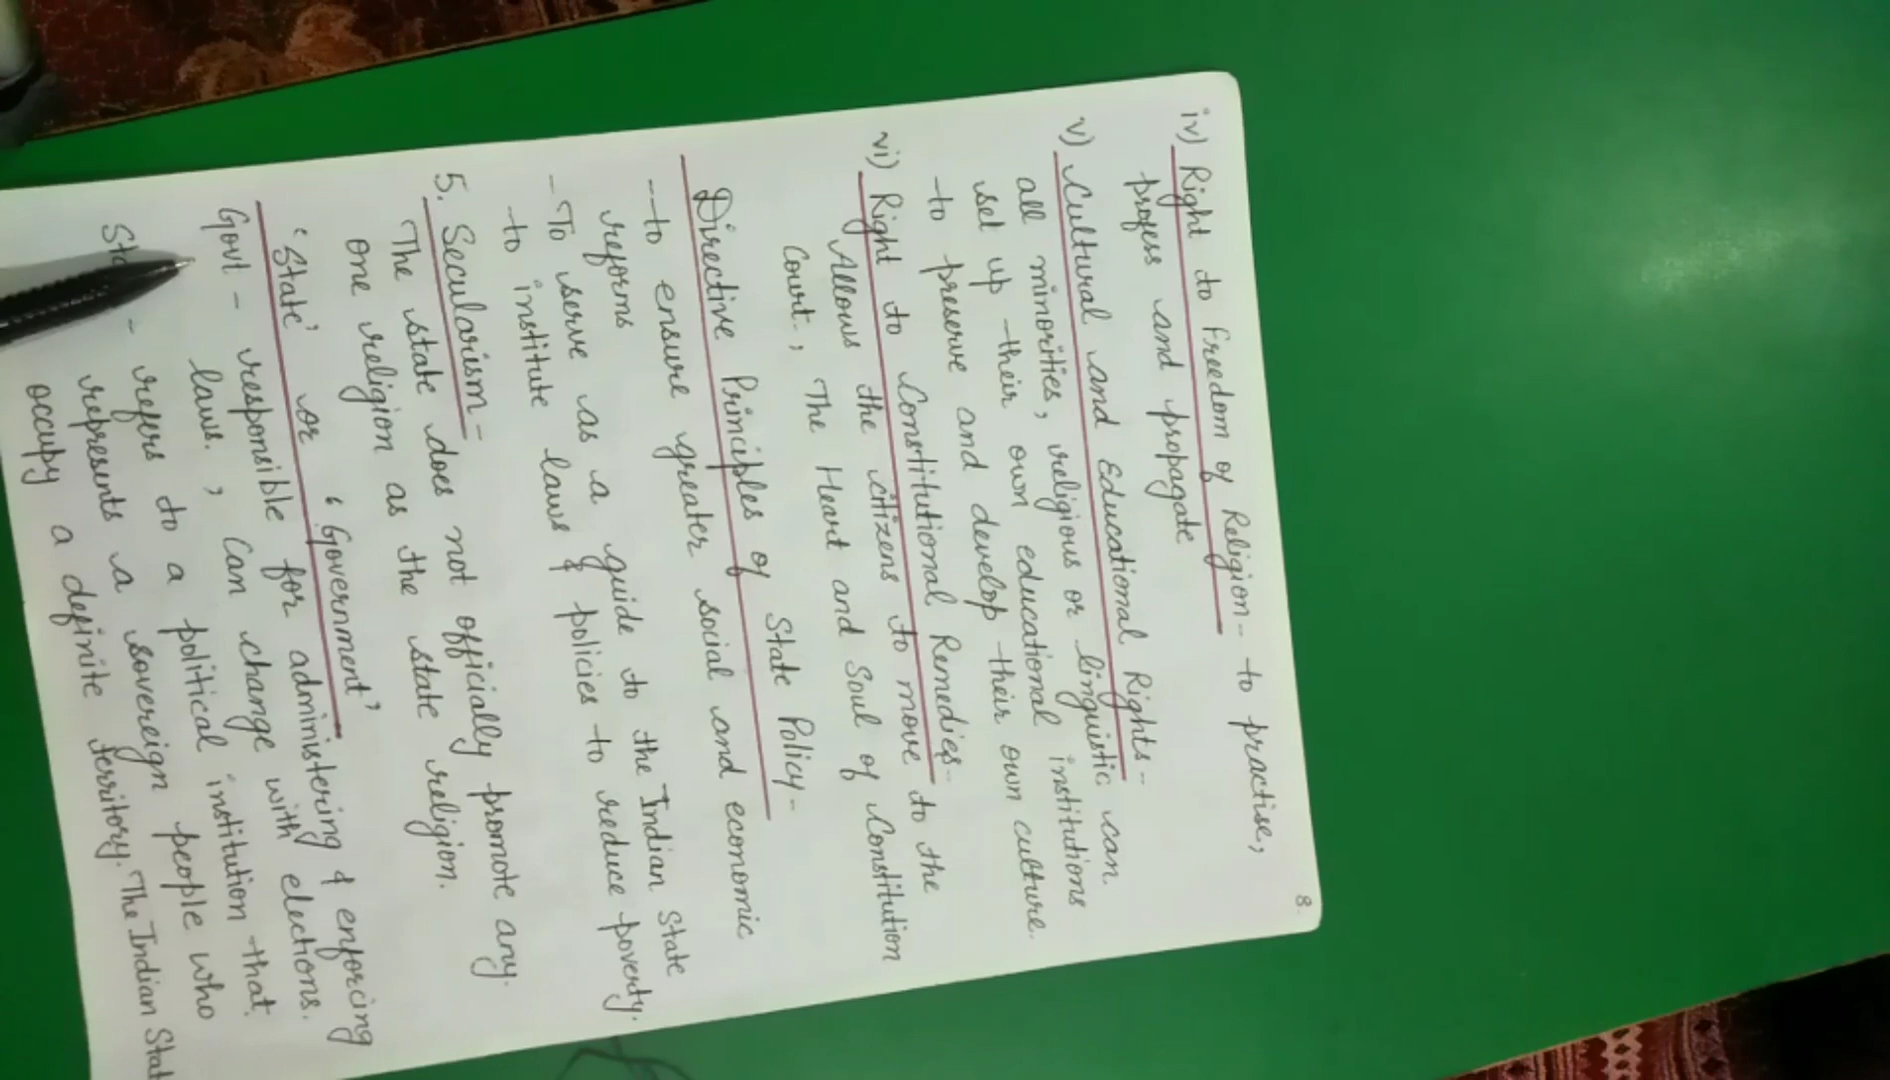 8.
iv) Right to Freedom of Religion - to practise,
profess and propagate
v) Cultural and Educational Rights -
all minorities, religious or linguistic can
set up their own educational institutions
to preserve and develop their own culture.
vi) Right to Constitutional Remedies -
Allows the citizens to move to the
Court., The Heart and Soul of Constitution
Directive Principles of State Policy -
- to ensure greater social and economic
reforms
- To serve as a guide to the Indian State
- to institute laws & policies to reduce poverty.
5. Secularism -
The state does not officially promote any
one religion as the state religion.
'State' or 'Government'
Govt - responsible for administering & enforcing
laws. , Can change with elections.
- refers to a political institution that
represents a sovereign people who
occupy a definite territory. The Indian